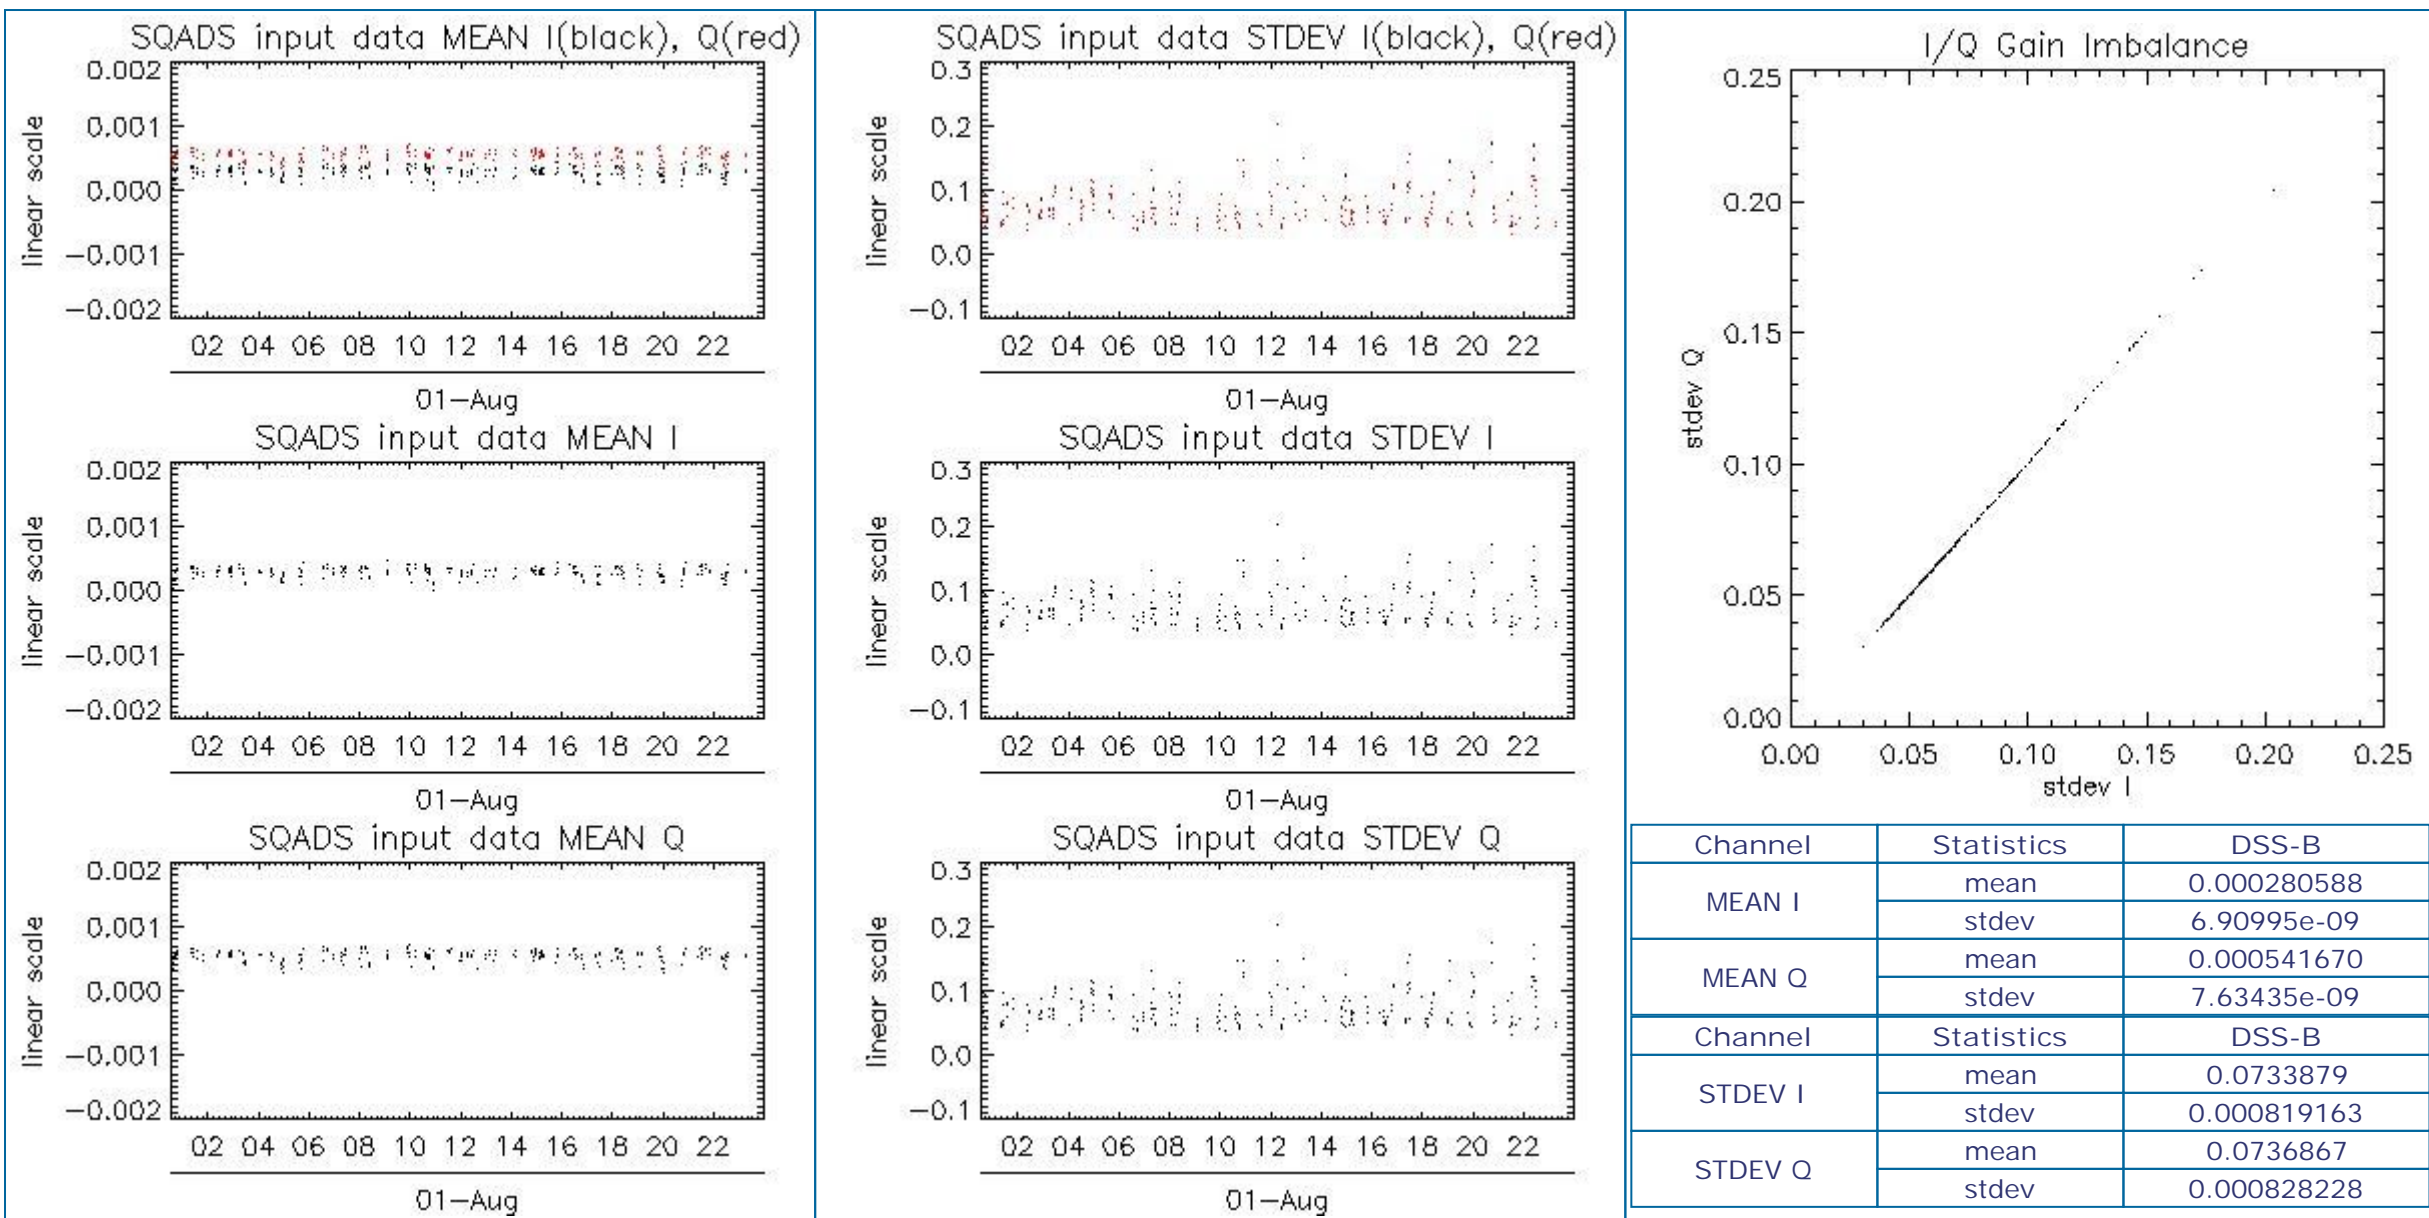 SQADS input data MEAN I(black), Q(red)
0.002
0.001
0.000
-0.001
-0.002
linear scale
02 04 06 08 10 12 14 16 18 20 22
01-Aug
SQADS input data MEAN I
0.002
0.001
0.000
-0.001
-0.002
linear scale
02 04 06 08 10 12 14 16 18 20 22
01-Aug
SQADS input data MEAN Q
0.002
0.001
0.000
-0.001
-0.002
linear scale
02 04 06 08 10 12 14 16 18 20 22
01-Aug
SQADS input data STDEV I(black), Q(red)
0.3
0.2
0.1
0.0
-0.1
linear scale
02 04 06 08 10 12 14 16 18 20 22
01-Aug
SQADS input data STDEV I
0.3
0.2
0.1
0.0
-0.1
linear scale
02 04 06 08 10 12 14 16 18 20 22
01-Aug
SQADS input data STDEV Q
0.3
0.2
0.1
0.0
-0.1
linear scale
02 04 06 08 10 12 14 16 18 20 22
01-Aug
I/Q Gain Imbalance
0.25
0.20
0.15
0.10
0.05
0.00
stdev Q
0.00 0.05 0.10 0.15 0.20 0.25
stdev I
Channel Statistics DSS-B
MEAN I mean 0.000280588
stdev 6.90995e-09
MEAN Q mean 0.000541670
stdev 7.63435e-09
Channel Statistics DSS-B
STDEV I mean 0.0733879
stdev 0.000819163
STDEV Q mean 0.0736867
stdev 0.000828228